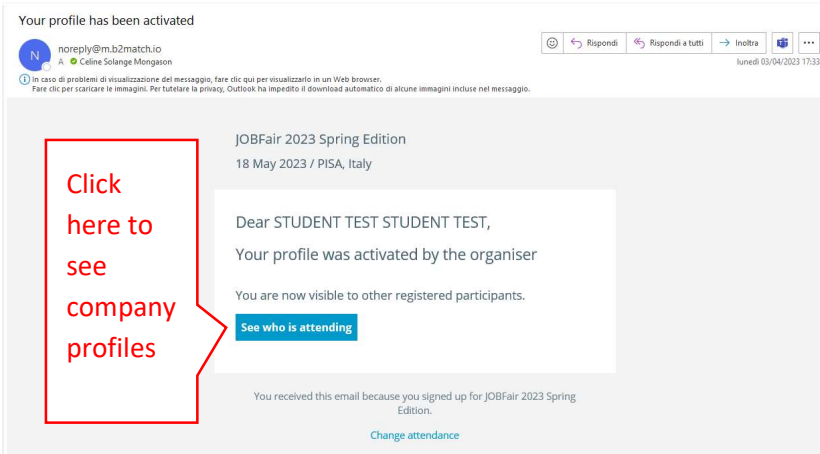 Your profile has been activated
N
noreply@m.b2match.io
A Celine Solange Mongason
Rispondi
Rispondi a tutti
Inoltra
lunedì 03/04/2023 17:33
In caso di problemi di visualizzazione del messaggio, fare clic qui per visualizzarlo in un Web browser.
Fare clic per scaricare le immagini. Per tutelare la privacy, Outlook ha impedito il download automatico di alcune immagini incluse nel messaggio.
JOBFair 2023 Spring Edition
18 May 2023 / PISA, Italy
Click
here to
see
company
profiles
Dear STUDENT TEST STUDENT TEST,
Your profile was activated by the organiser
You are now visible to other registered participants.
See who is attending
You received this email because you signed up for JOBFair 2023 Spring
Edition.
Change attendance